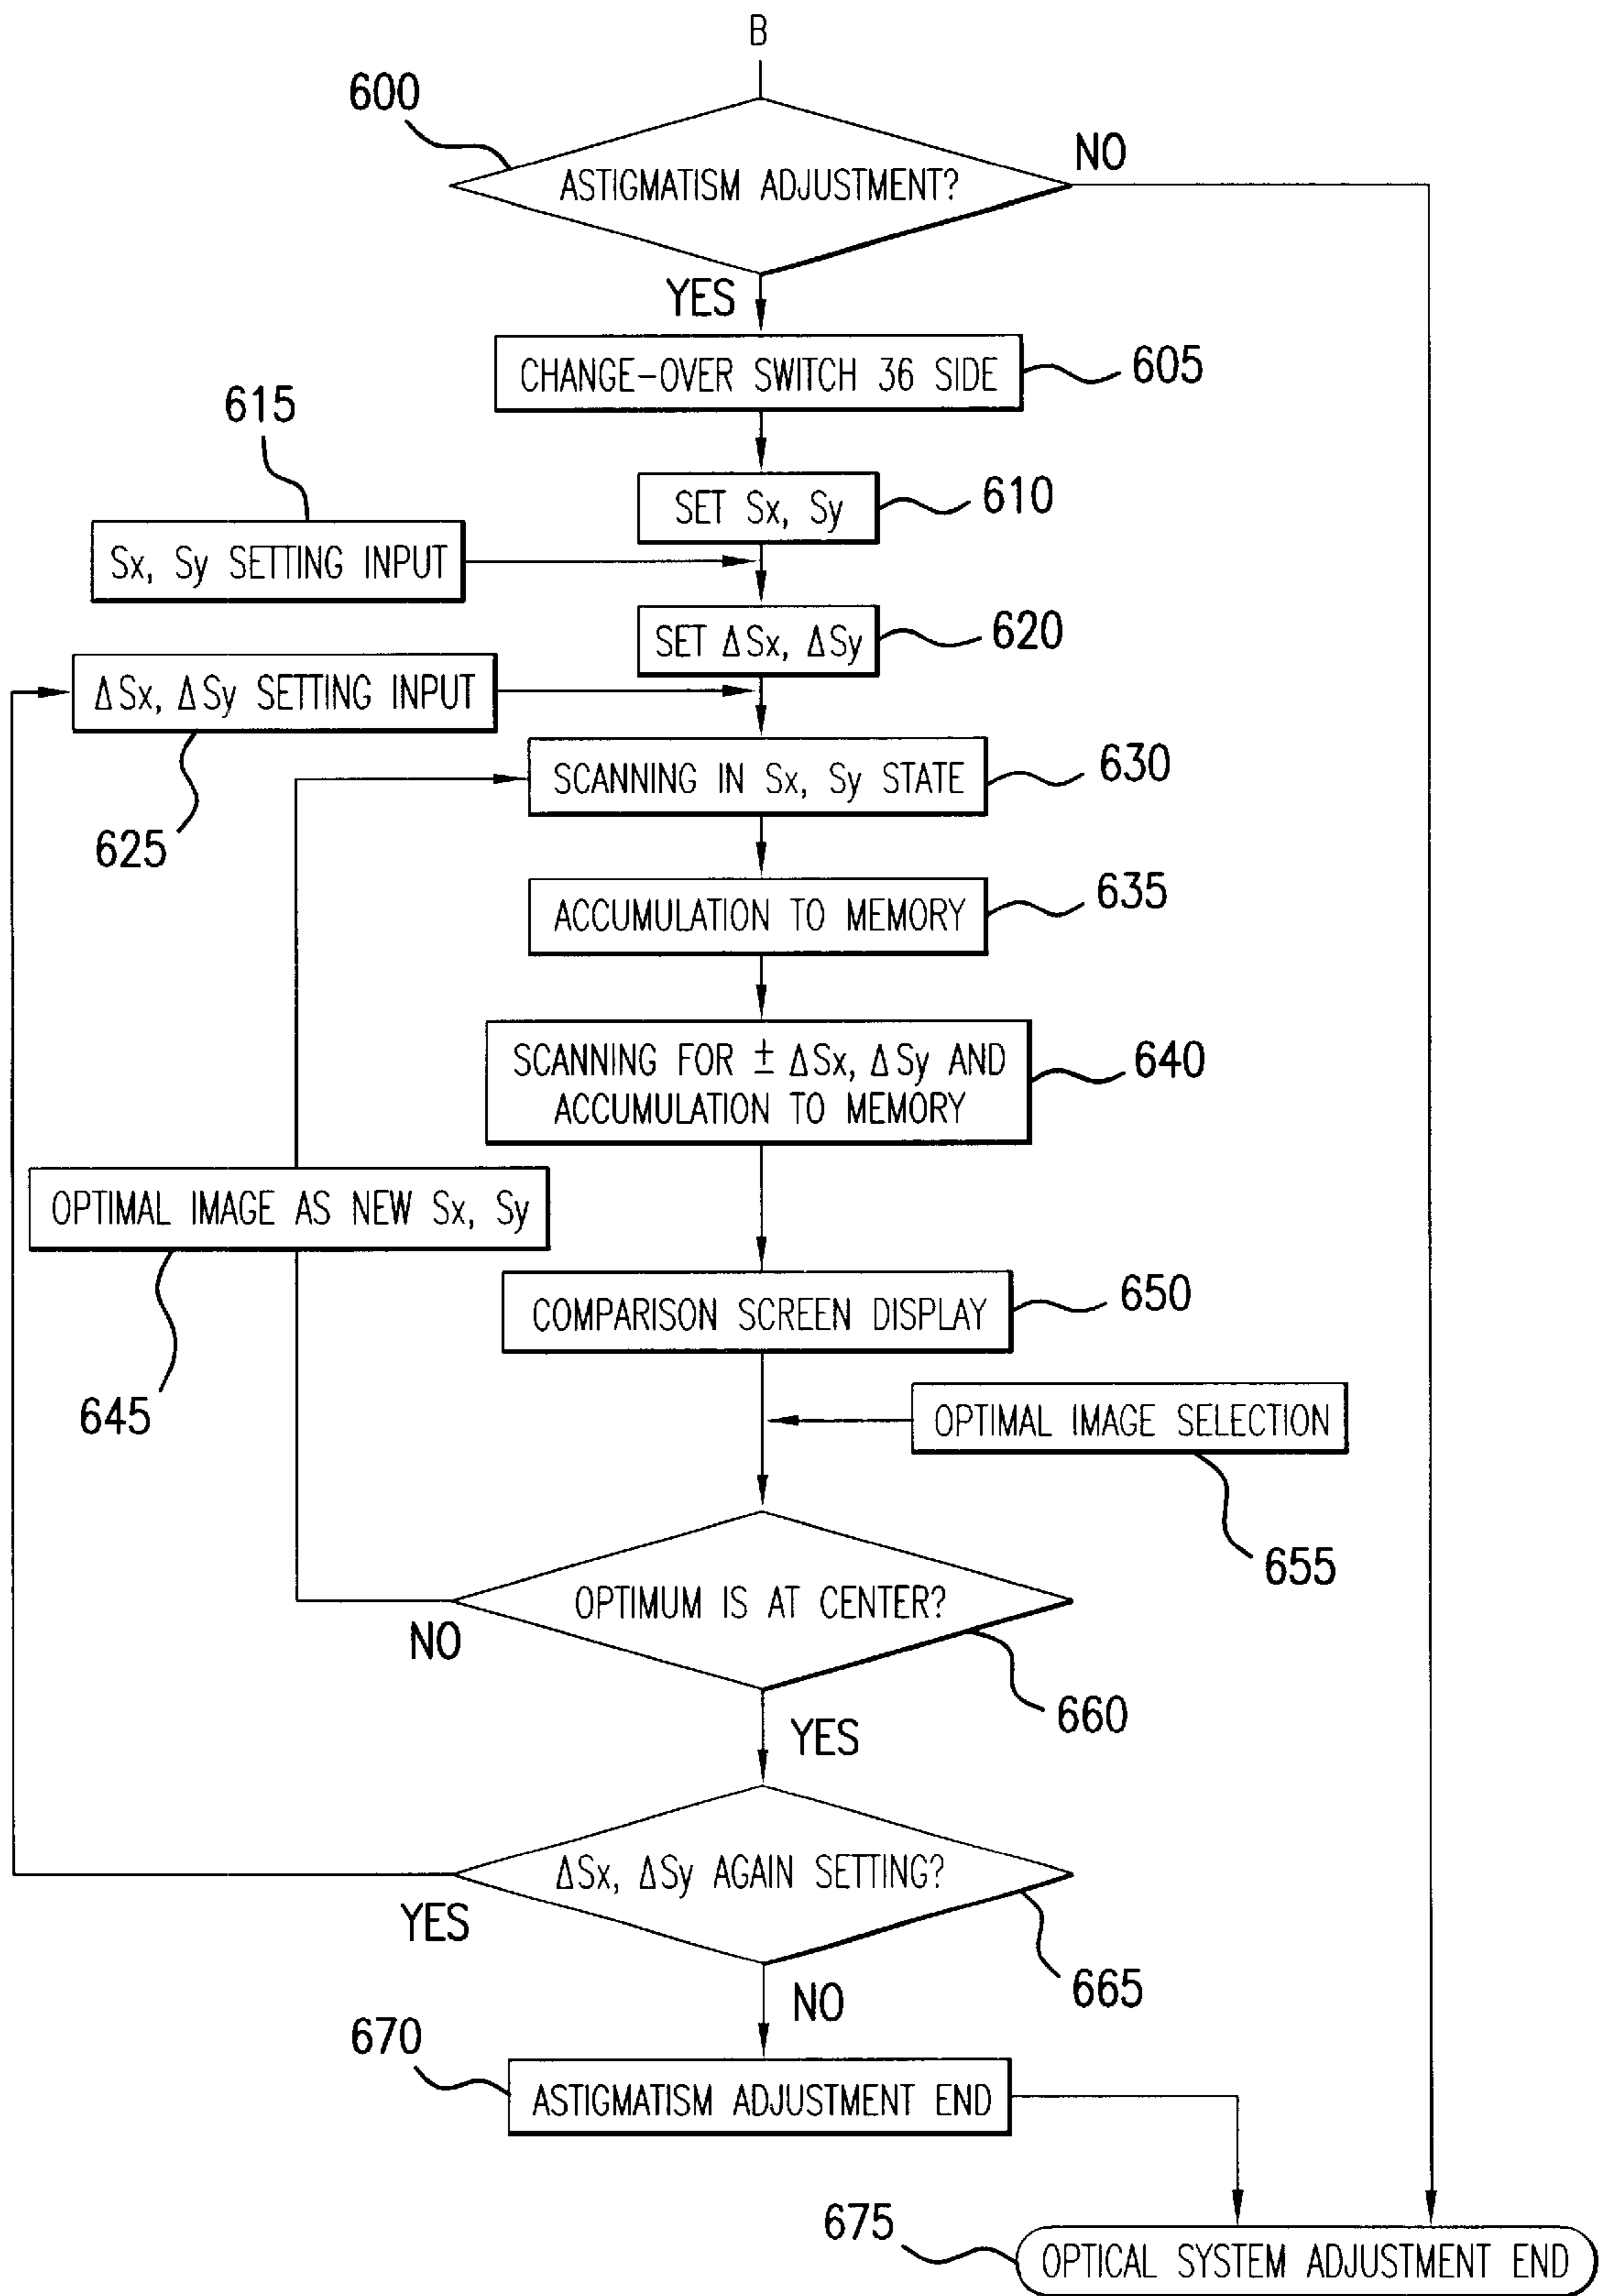 B
600
ASTIGMATISM ADJUSTMENT?
NO
YES
CHANGE-OVER SWITCH 36 SIDE
605
615
SET Sx, Sy
610
Sx, Sy SETTING INPUT
SET ΔSx, ΔSy
620
ΔSx, ΔSy SETTING INPUT
625
SCANNING IN Sx, Sy STATE
630
ACCUMULATION TO MEMORY
635
SCANNING FOR ± ΔSx, ΔSy AND
ACCUMULATION TO MEMORY
640
OPTIMAL IMAGE AS NEW Sx, Sy
645
COMPARISON SCREEN DISPLAY
650
OPTIMAL IMAGE SELECTION
655
OPTIMUM IS AT CENTER?
NO
660
YES
ΔSx, ΔSy AGAIN SETTING?
YES
665
NO
670
ASTIGMATISM ADJUSTMENT END
675
OPTICAL SYSTEM ADJUSTMENT END